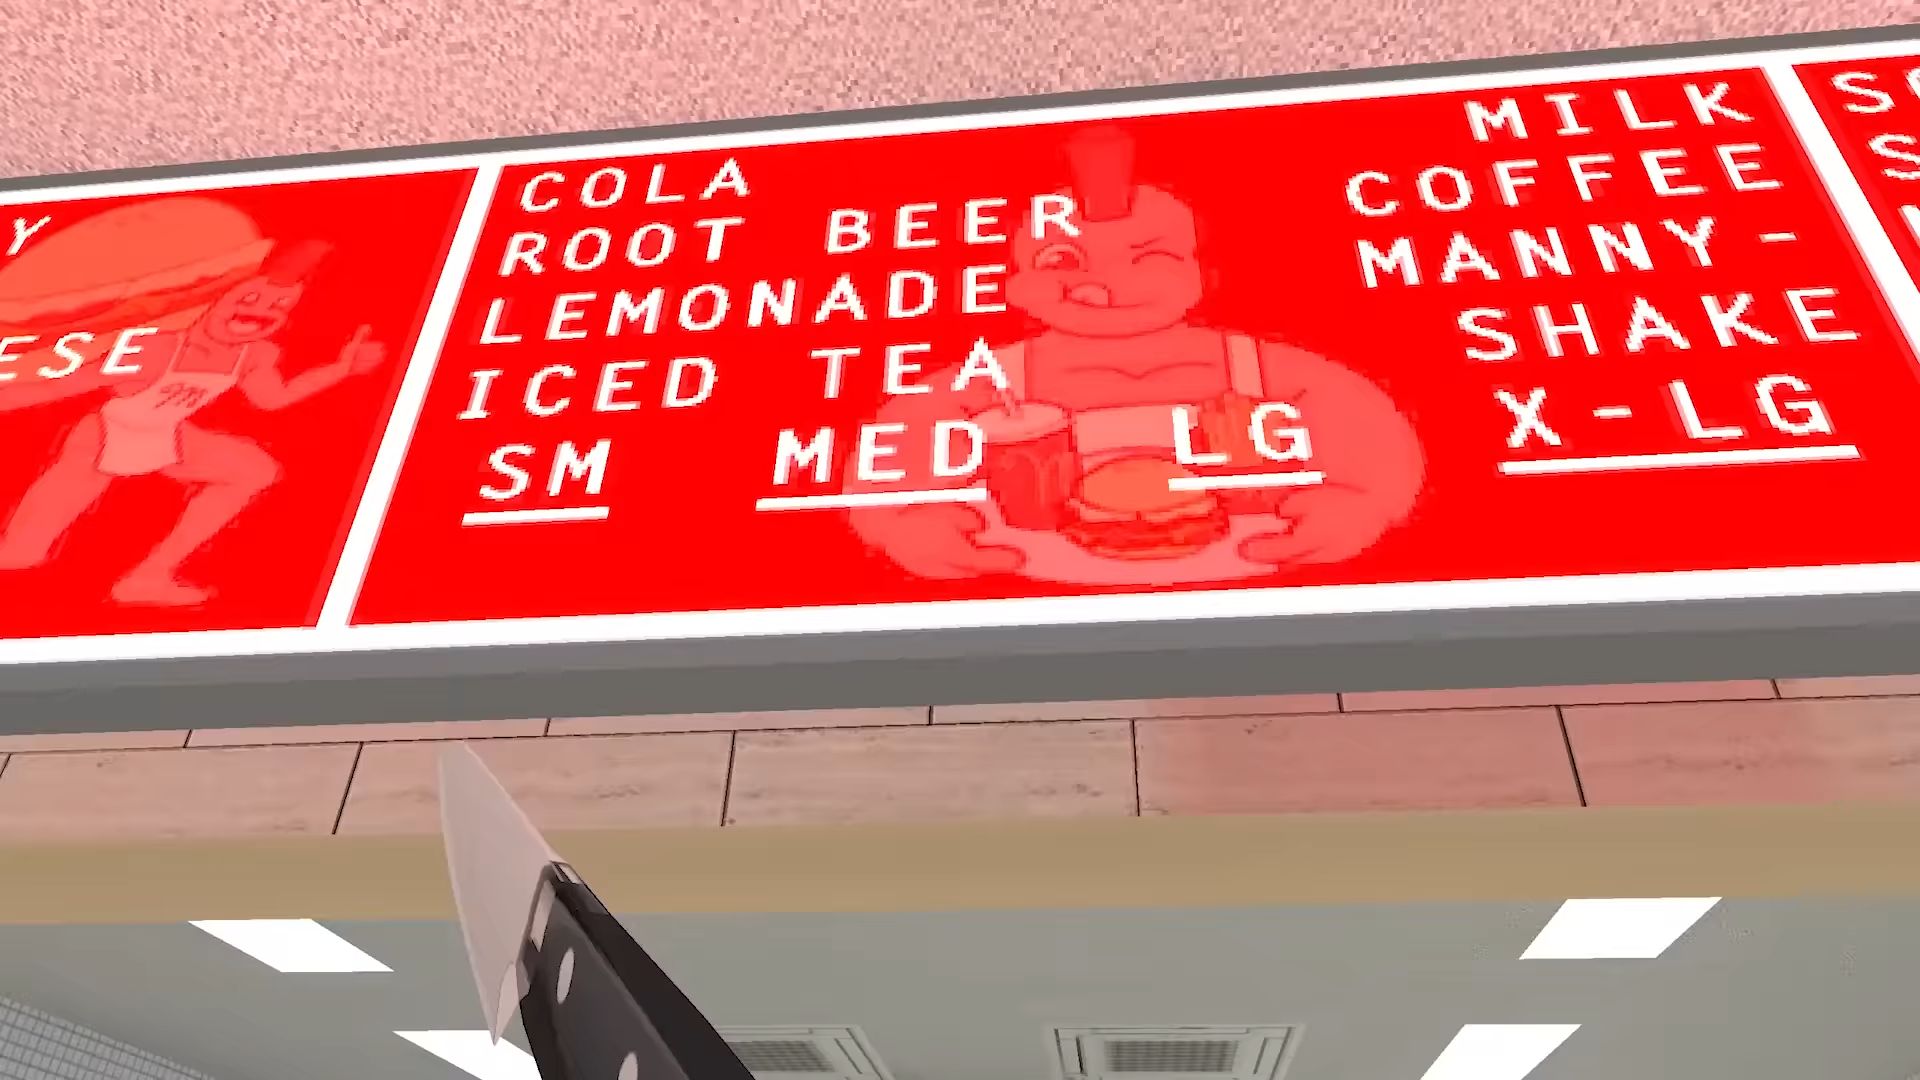 Y
ESE
COLA
ROOT BEER
LEMONADE
ICED TEA
SM MED LG
MILK
COFFEE
MANNY-
SHAKE
X-LG
S
S